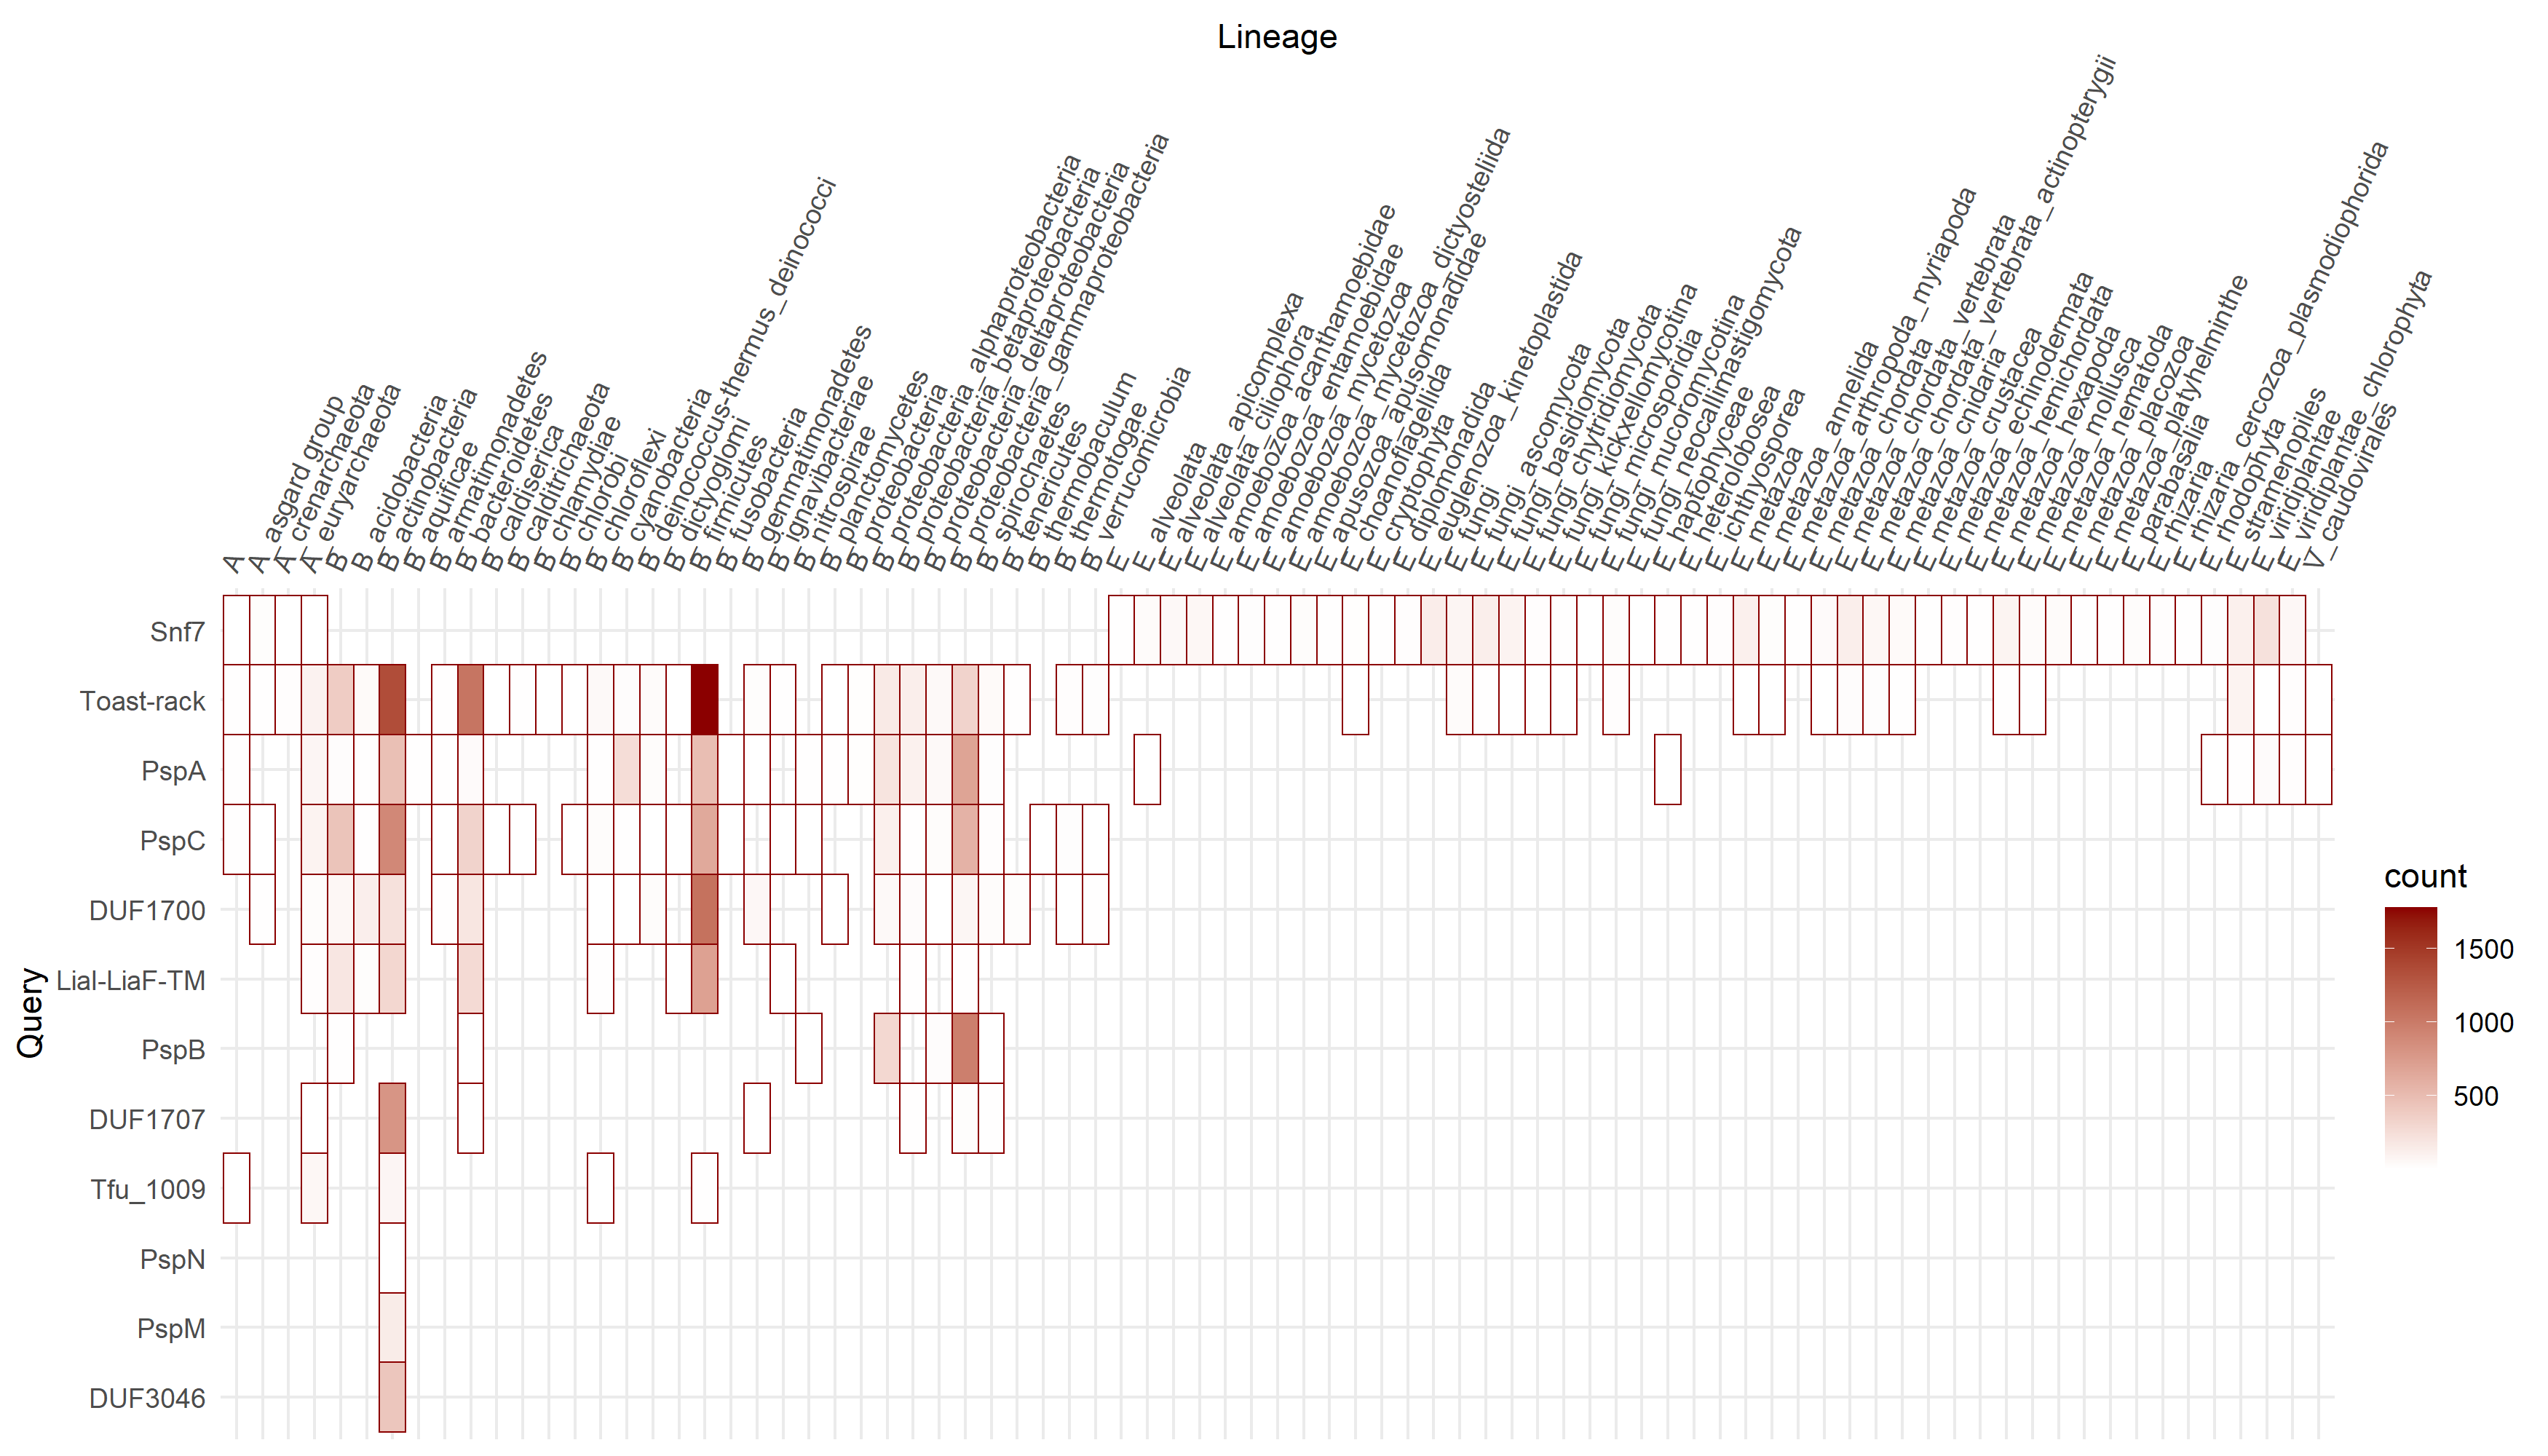 Lineage
A
A_asgard group
A_crenarchaeota
A_euryarchaeota
B
B_acidobacteria
B_actinobacteria
B_aquificae
B_armatimonadetes
B_bacteroidetes
B_caldiserica
B_calditrichaeota
B_chlamydiae
B_chlorobi
B_chloroflexi
B_cyanobacteria
B_deinococcus-thermus_deinococci
B_dictyoglomi
B_firmicutes
B_fusobacteria
B_gemmatimonadetes
B_ignavibacteriae
B_nitrospirae
B_planctomycetes
B_proteobacteria
B_proteobacteria_alphaproteobacteria
B_proteobacteria_betaproteobacteria
B_proteobacteria_deltaproteobacteria
B_proteobacteria_gammaproteobacteria
B_spirochaetes
B_tenericutes
B_thermobaculum
B_thermotogae
B_verrucomicrobia
E
E_alveolata
E_alveolata_apicomplexa
E_alveolata_ciliophora
E_amoebozoa_acanthamoebidae
E_amoebozoa_entamoebidae
E_amoebozoa_mycetozoa
E_amoebozoa_mycetozoa_dictyosteliida
E_apusozoa_apusomonadidae
E_choanoflagellida
E_cryptophyta
E_diplomonadida
E_euglenozoa_kinetoplastida
E_fungi
E_fungi_ascomycota
E_fungi_basidiomycota
E_fungi_chytridiomycota
E_fungi_kickxellomycotina
E_fungi_microsporidia
E_fungi_mucoromycotina
E_fungi_neocallimastigomycota
E_haptophyceae
E_heterolobosea
E_ichthyosporea
E_metazoa
E_metazoa_annelida
E_metazoa_arthropoda_myriapoda
E_metazoa_chordata
E_metazoa_chordata_vertebrata
E_metazoa_chordata_vertebrata_actinopterygii
E_metazoa_cnidaria
E_metazoa_crustacea
E_metazoa_echinodermata
E_metazoa_hemichordata
E_metazoa_hexapoda
E_metazoa_mollusca
E_metazoa_nematoda
E_metazoa_placozoa
E_metazoa_platyhelminthe
E_parabasalia
E_rhizaria
E_rhizaria_cercozoa_plasmodiophorida
E_rhodophyta
E_stramenopiles
E_viridiplantae
E_viridiplantae_chlorophyta
V_caudovirales
Query
Snf7
Toast-rack
PspA
PspC
DUF1700
LiaI-LiaF-TM
PspB
DUF1707
Tfu_1009
PspN
PspM
DUF3046
count
1500
1000
500